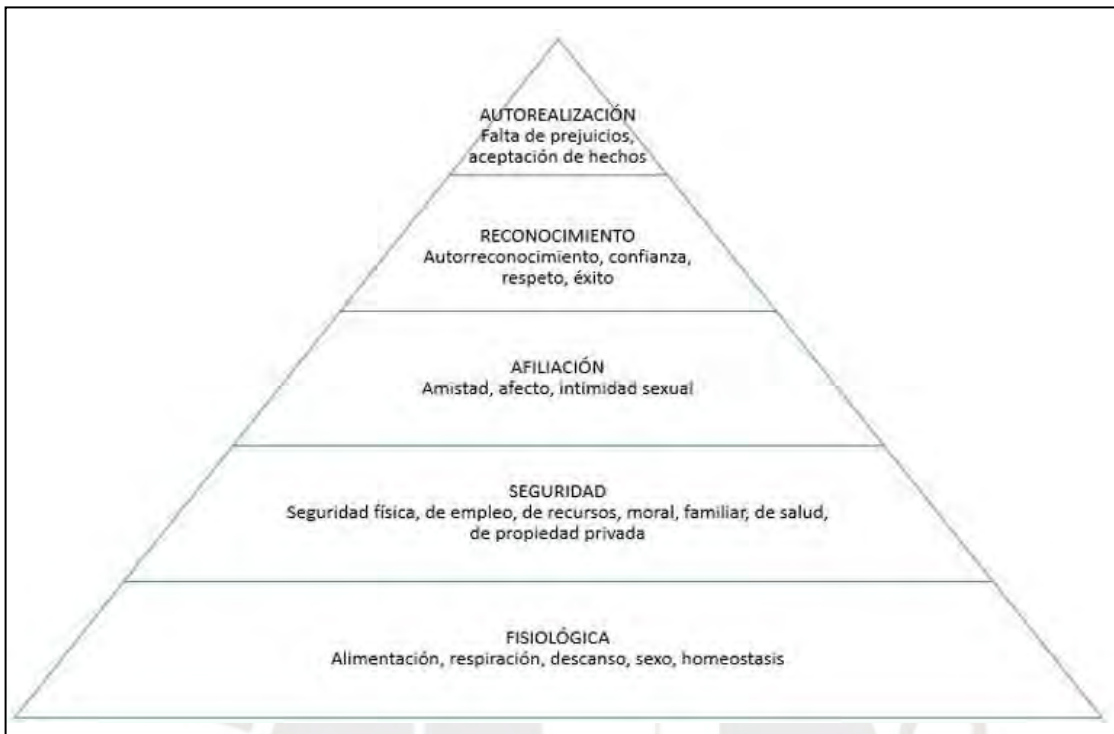 AUTOREALIZACIÓN
Falta de prejuicios,
aceptación de hechos
RECONOCIMIENTO
Autorreconocimiento, confianza,
respeto, éxito
AFILIACIÓN
Amistad, afecto, intimidad sexual
SEGURIDAD
Seguridad física, de empleo, de recursos, moral, familiar, de salud,
de propiedad privada
FISIOLÓGICA
Alimentación, respiración, descanso, sexo, homeostasis